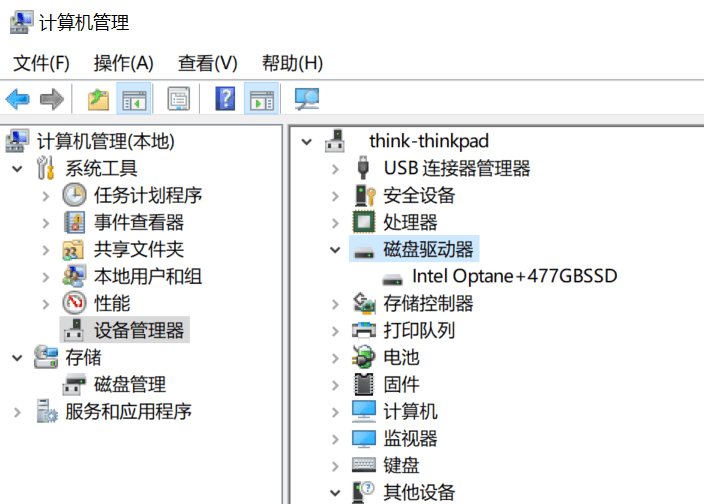 计算机管理
文件(F) 操作(A) 查看(V) 帮助(H)
计算机管理(本地)
系统工具
任务计划程序
事件查看器
共享文件夹
本地用户和组
性能
设备管理器
存储
磁盘管理
服务和应用程序
think-thinkpad
USB 连接器管理器
安全设备
处理器
磁盘驱动器
Intel Optane+477GBSSD
存储控制器
打印队列
电池
固件
计算机
监视器
键盘
其他设备